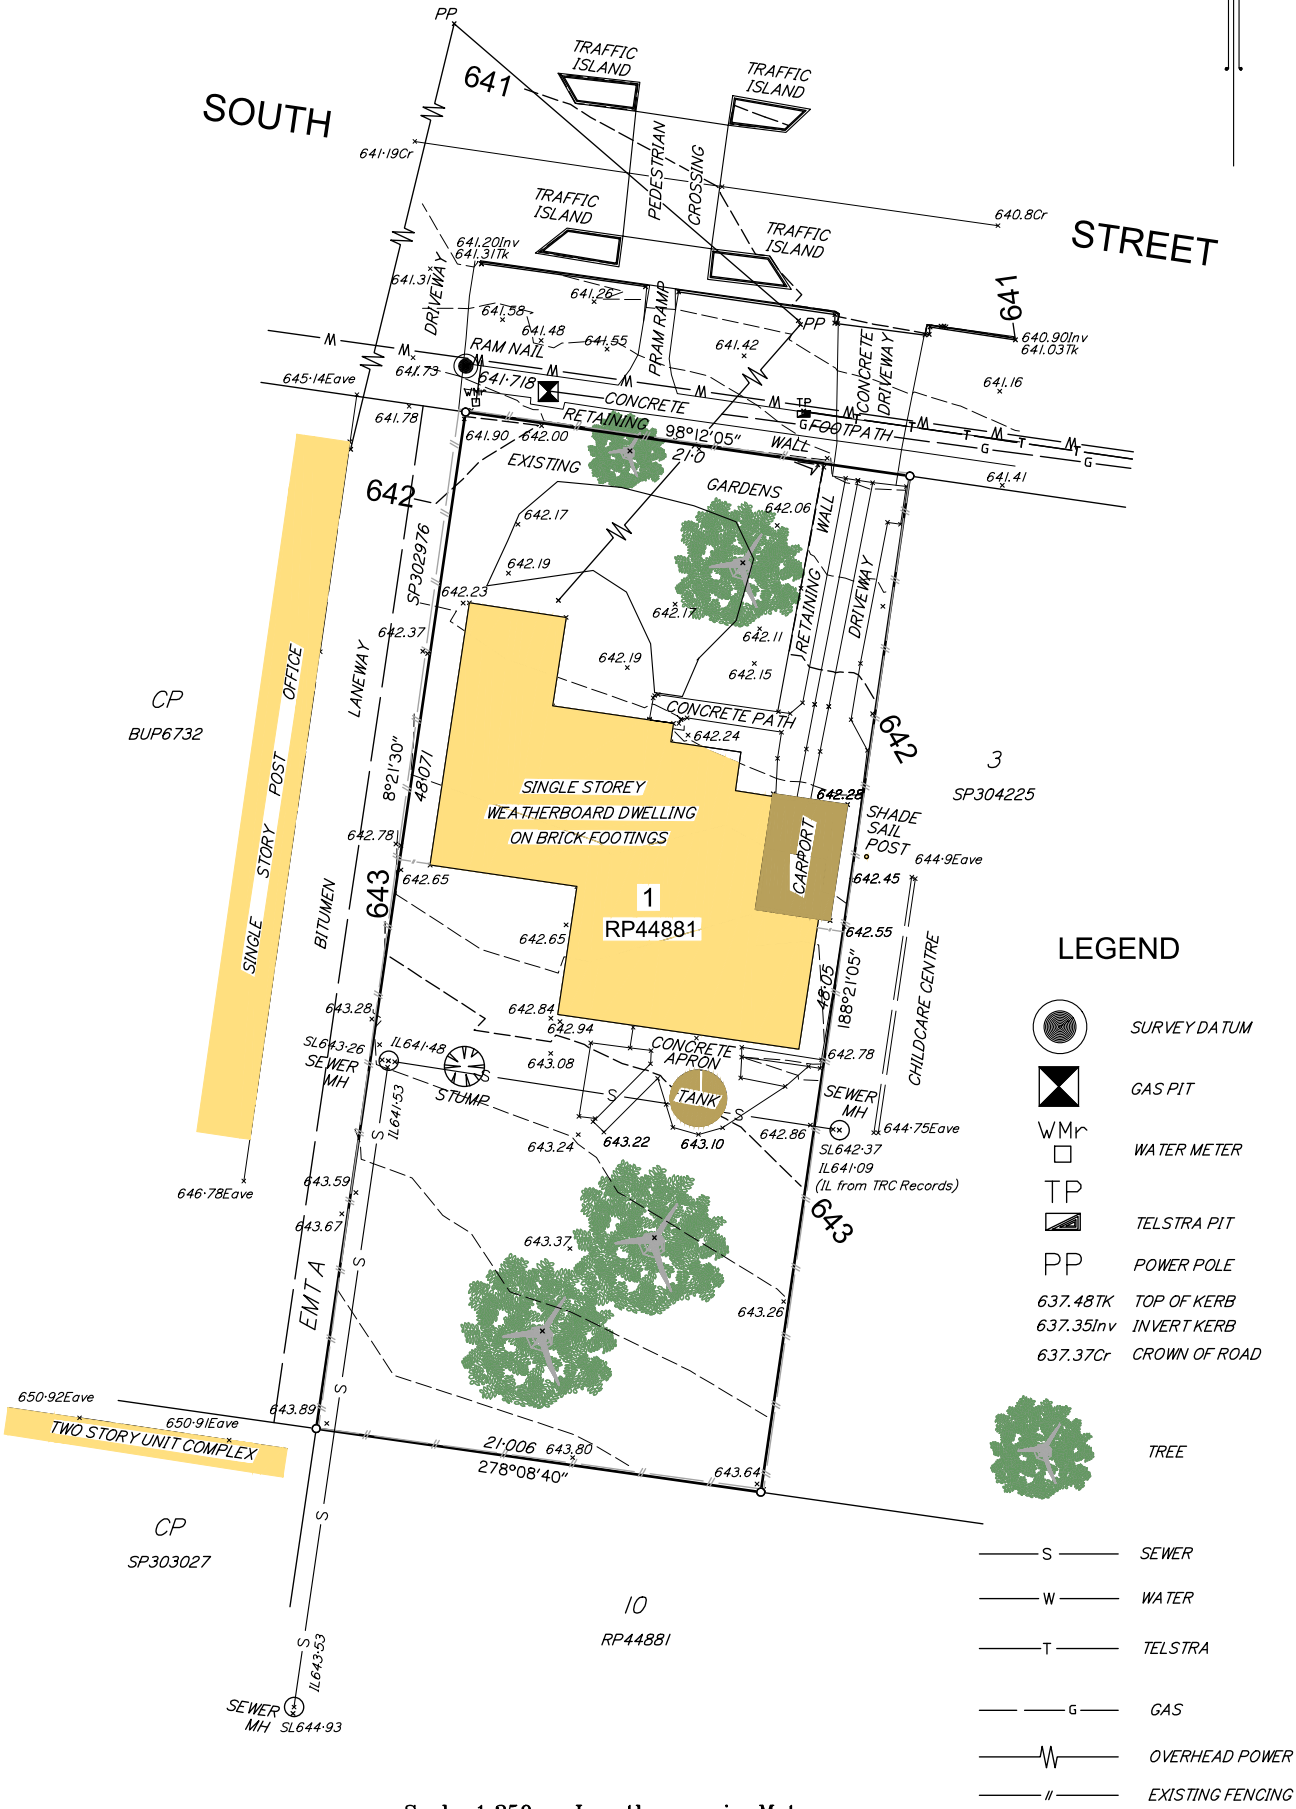 PP
TRAFFIC
ISLAND
TRAFFIC
ISLAND
641
SOUTH
641·19Cr
PEDESTRIAN
CROSSING
640.8Cr
STREET
TRAFFIC
ISLAND
TRAFFIC
ISLAND
641.20Inv
641.31Tk
641.31
DRIVEWAY
641.26
PRAM RAMP
641
641.58
641.48
641.55
641.42
PP
CONCRETE
DRIVEWAY
640.90Inv
641.03Tk
RAM NAIL
641.718
641.73
641.16
645·14Eave
WMr
641.78
CONCRETE
FOOTPATH
RETAINING
WALL
TP
W
T
G
641.90
642.00
98°12'05"
21·0
641.41
EXISTING
GARDENS
642
642.17
642.06
WALL
RETAINING
DRIVEWAY
SP302976
642.19
642.23
642.17
642.11
642.37
642.19
642.15
LANEWAY
OFFICE
CP
BUP6732
CONCRETE PATH
642.24
642
3
SP304225
POST
8°21'30"
48·071
SINGLE STOREY
WEATHERBOARD DWELLING
ON BRICK FOOTINGS
642.28
SHADE
SAIL
POST
CARPORT
644.9Eave
642.78
STORY
642.65
642.45
643
1
RP44881
642.55
BITUMEN
642.65
SINGLE
LEGEND
48·05
188°21'05"
CHILDCARE CENTRE
643.28
642.84
642.94
SURVEY DATUM
SL643·26
SEWER
MH
IL641·48
643.08
CONCRETE
APRON
642.78
GAS PIT
IL641·53
STUMP
S
TANK
SEWER
MH
WMr
WATER METER
643.24
643.22
643.10
642.86
644·75Eave
SL642·37
IL641·09
(IL from TRC Records)
TP
TELSTRA PIT
646·78Eave
643.59
643.67
643
PP
POWER POLE
643.37
EMT A
643.26
637.48TK
TOP OF KERB
637.35Inv
INVERT KERB
637.37Cr
CROWN OF ROAD
650·92Eave
650·91Eave
643.89
TWO STORY UNIT COMPLEX
21·006
643.80
278°08'40"
643.64
TREE
CP
SP303027
S
SEWER
W
WATER
10
RP44881
T
TELSTRA
IL643·53
SEWER
MH
SL644·93
G
GAS
OVERHEAD POWER
EXISTING FENCING